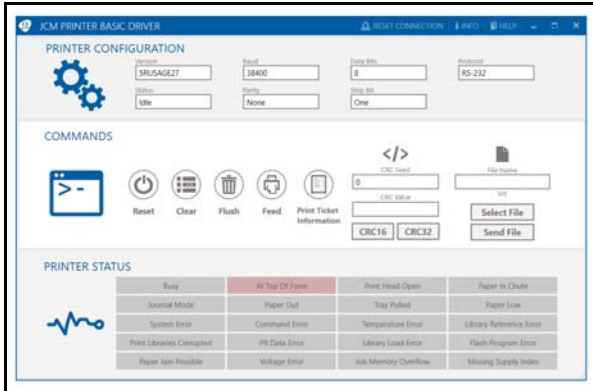 JCM PRINTER BASIC DRIVER RESET CONNECTION INFO HELP
PRINTER CONFIGURATION
Version Baud Data Bits Protocol
5RUSAGE27 38400 8 RS-232
Status Parity Stop Bit
Idle None One
COMMANDS
</>
CRC Seed File Name
0
CRC Value 0%
Reset Clear Flush Feed Print Ticket Information Select File
CRC16 CRC32 Send File
PRINTER STATUS
Busy At Top Of Form Print Head Open Paper In Chute
Journal Mode Paper Out Tray Pulled Paper Low
System Error Command Error Temperature Error Library Reference Error
Print Libraries Corrupted PR Data Error Library Load Error Flash Program Error
Paper Jam Possible Voltage Error Job Memory Overflow Missing Supply Index